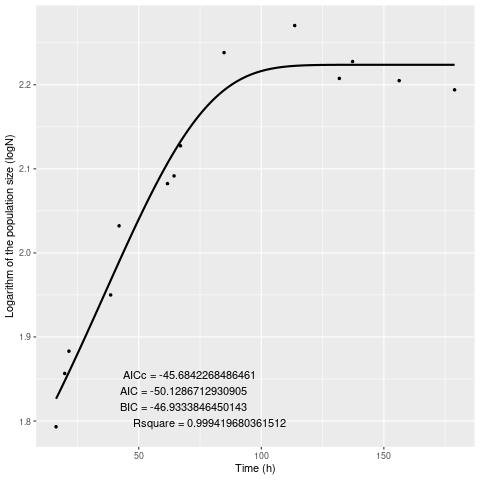 Logarithm of the population size (logN)
2.2
2.1
2.0
1.9
1.8
AICc = -45.6842268486461
AIC = -50.1286712930905
BIC = -46.9333846450143
Rsquare = 0.999419680361512
50
100
150
Time (h)